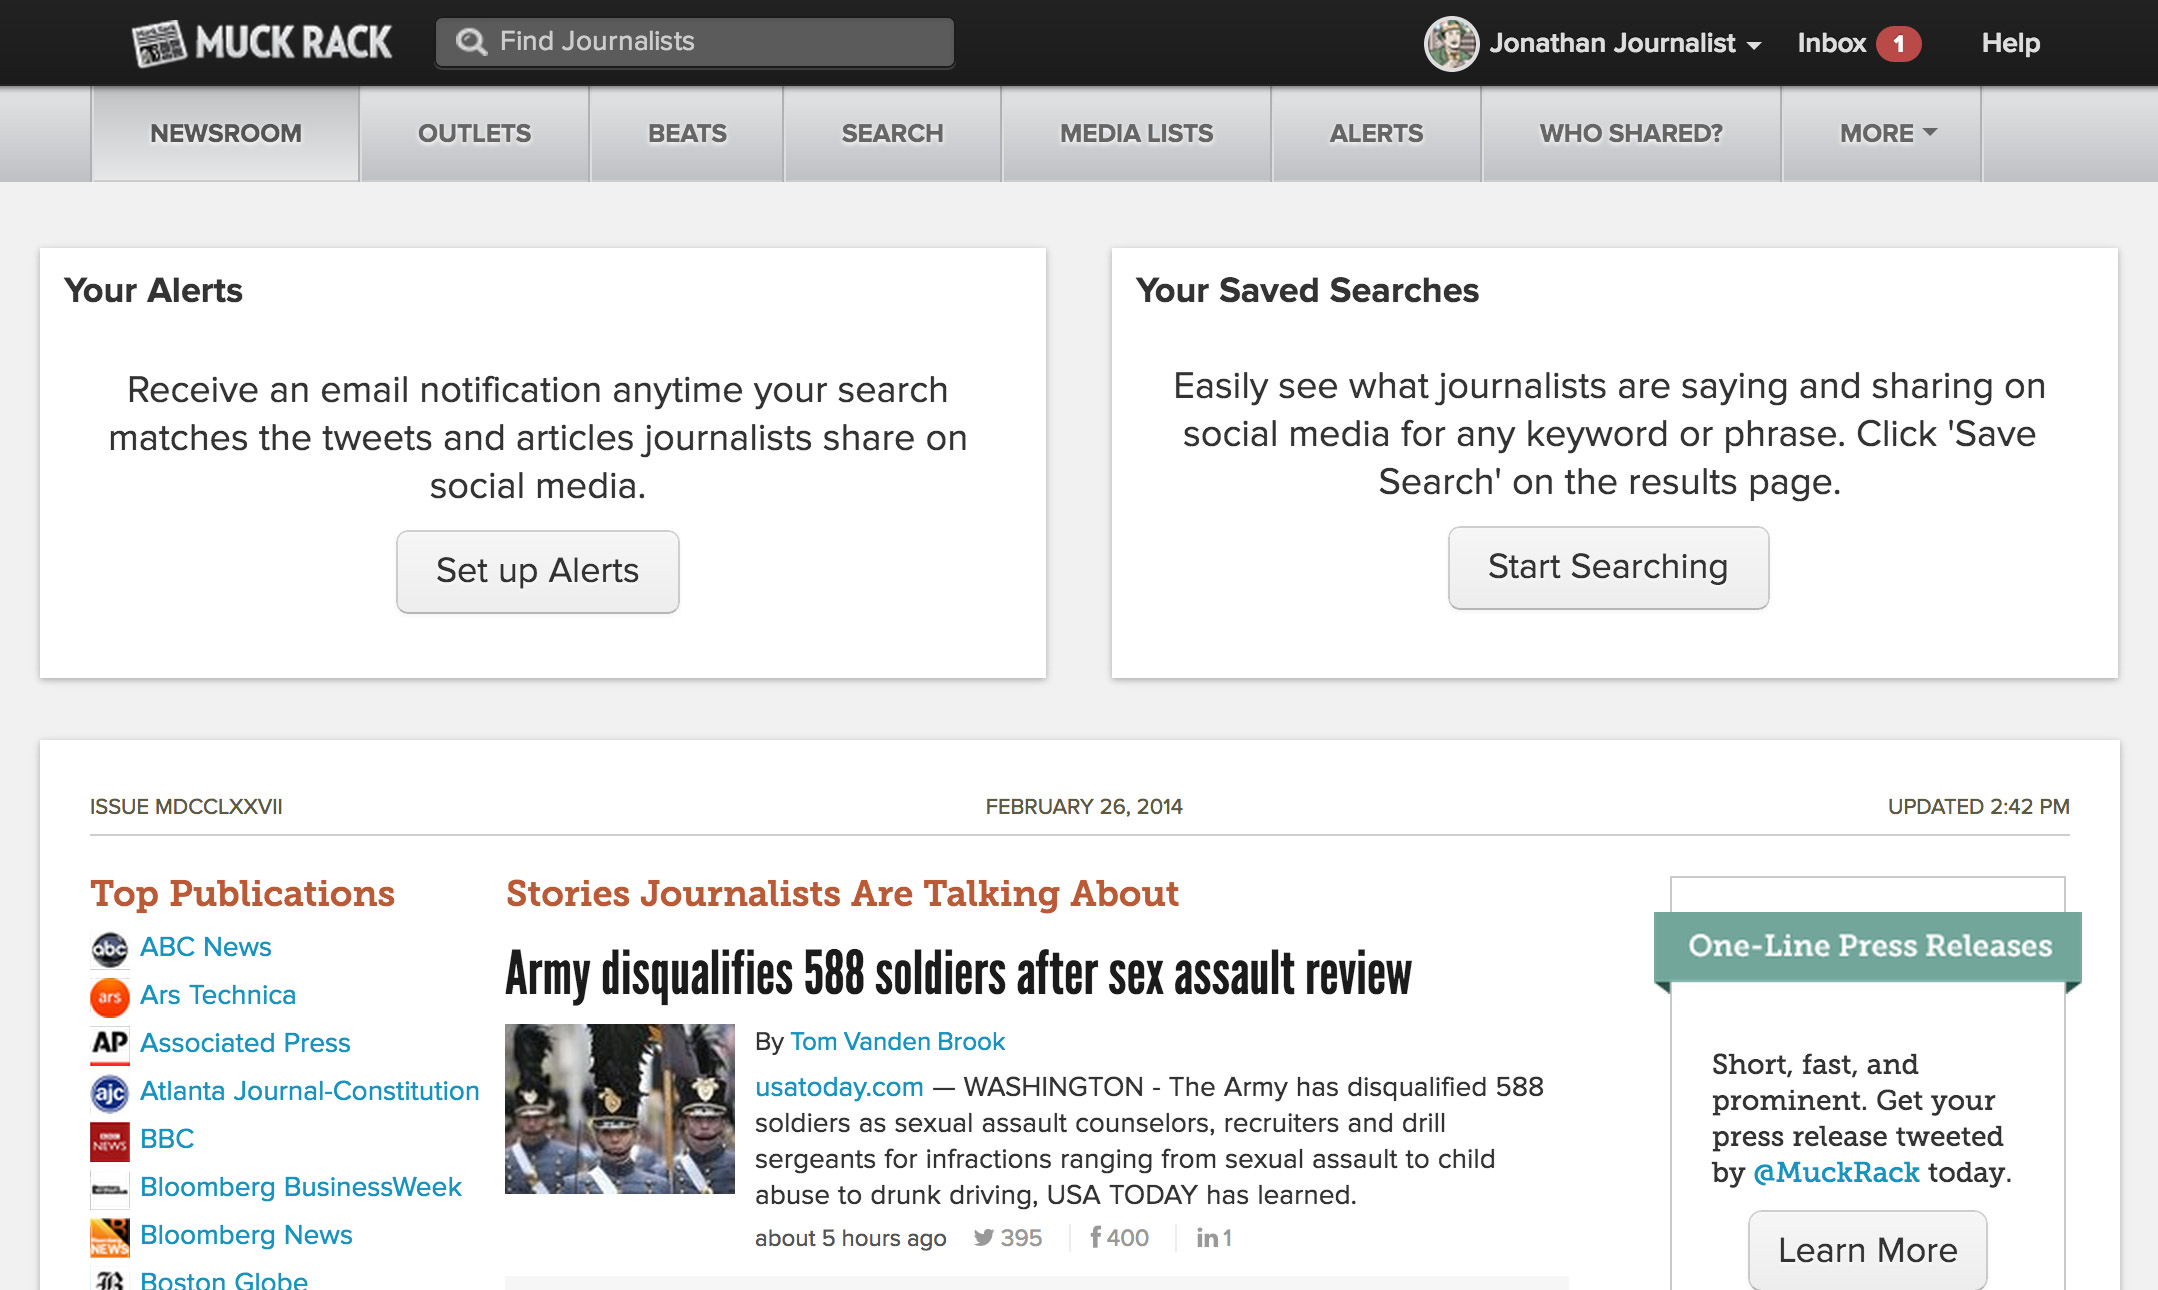 MUCK RACK
Find Journalists
Jonathan Journalist
Inbox 1
Help
NEWSROOM
OUTLETS
BEATS
SEARCH
MEDIA LISTS
ALERTS
WHO SHARED?
MORE
Your Alerts
Receive an email notification anytime your search
matches the tweets and articles journalists share on
social media.
Set up Alerts
Your Saved Searches
Easily see what journalists are saying and sharing on
social media for any keyword or phrase. Click 'Save
Search' on the results page.
Start Searching
ISSUE MDCCLXXVII
FEBRUARY 26, 2014
UPDATED 2:42 PM
Top Publications
abc ABC News
ars Ars Technica
AP Associated Press
ajc Atlanta Journal-Constitution
NEWS BBC
Bloomberg BusinessWeek
NEWS Bloomberg News
B Boston Globe
Stories Journalists Are Talking About
Army disqualifies 588 soldiers after sex assault review
By Tom Vanden Brook
usatoday.com — WASHINGTON - The Army has disqualified 588
soldiers as sexual assault counselors, recruiters and drill
sergeants for infractions ranging from sexual assault to child
abuse to drunk driving, USA TODAY has learned.
about 5 hours ago 395 f 400 in 1
One-Line Press Releases
Short, fast, and
prominent. Get your
press release tweeted
by @MuckRack today.
Learn More